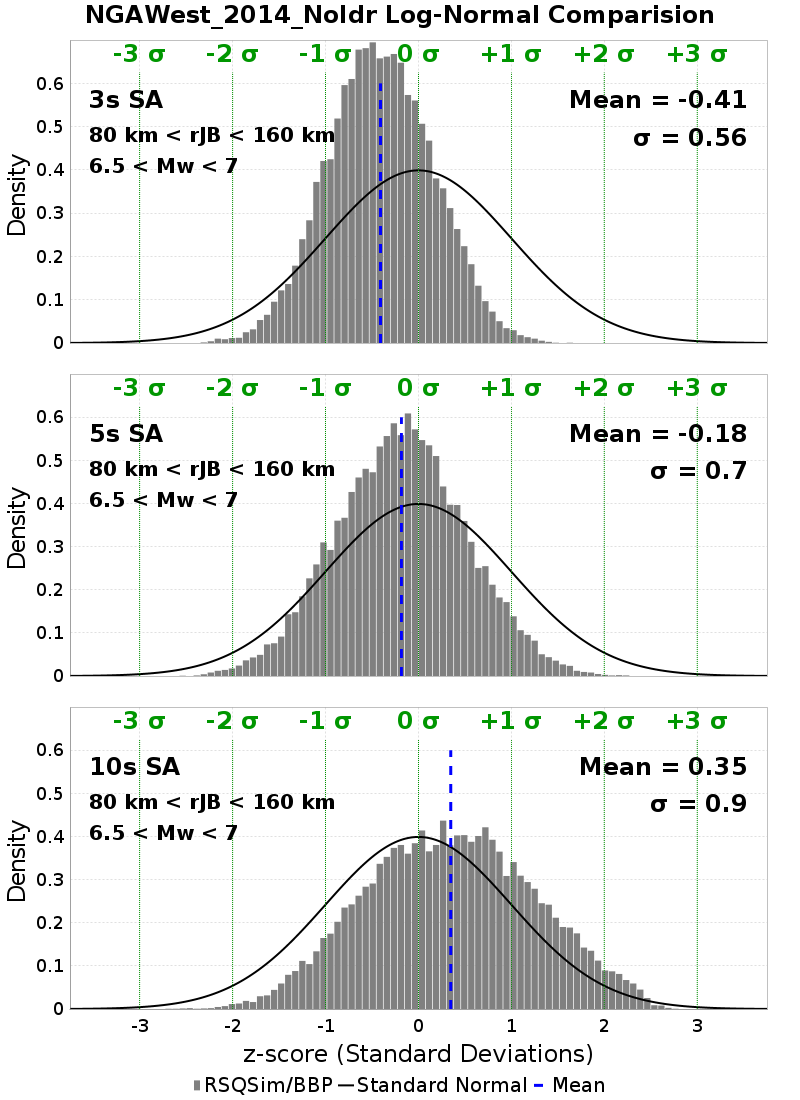 NGAWest_2014_NoIdr Log-Normal Comparision
-3 σ -2 σ -1 σ 0 σ +1 σ +2 σ +3 σ
3s SA
Mean = -0.41
80 km < rJB < 160 km
σ = 0.56
6.5 < Mw < 7
Density
0.6
0.5
0.4
0.3
0.2
0.1
0
-3 σ -2 σ -1 σ 0 σ +1 σ +2 σ +3 σ
5s SA
Mean = -0.18
80 km < rJB < 160 km
σ = 0.7
6.5 < Mw < 7
Density
0.6
0.5
0.4
0.3
0.2
0.1
0
-3 σ -2 σ -1 σ 0 σ +1 σ +2 σ +3 σ
10s SA
Mean = 0.35
80 km < rJB < 160 km
σ = 0.9
6.5 < Mw < 7
Density
0.6
0.5
0.4
0.3
0.2
0.1
0
-3 -2 -1 0 1 2 3
z-score (Standard Deviations)
RSQSim/BBP Standard Normal Mean